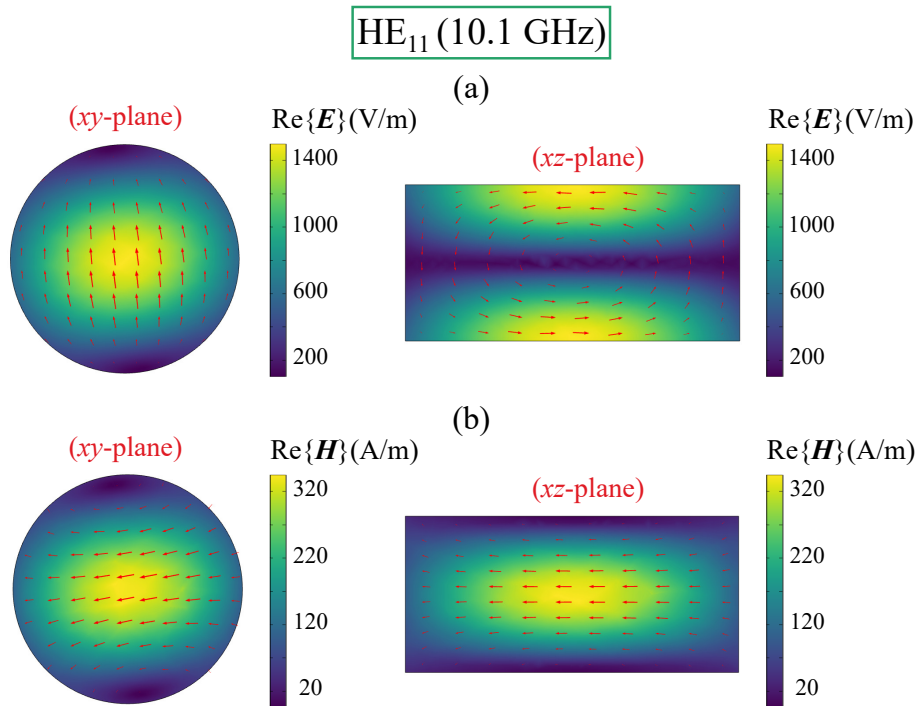 HE₁₁ (10.1 GHz)
(a)
(xy-plane)
Re{E}(V/m)
1400
1000
600
200
(xz-plane)
Re{E}(V/m)
1400
1000
600
200
(b)
(xy-plane)
Re{H}(A/m)
320
220
120
20
(xz-plane)
Re{H}(A/m)
320
220
120
20